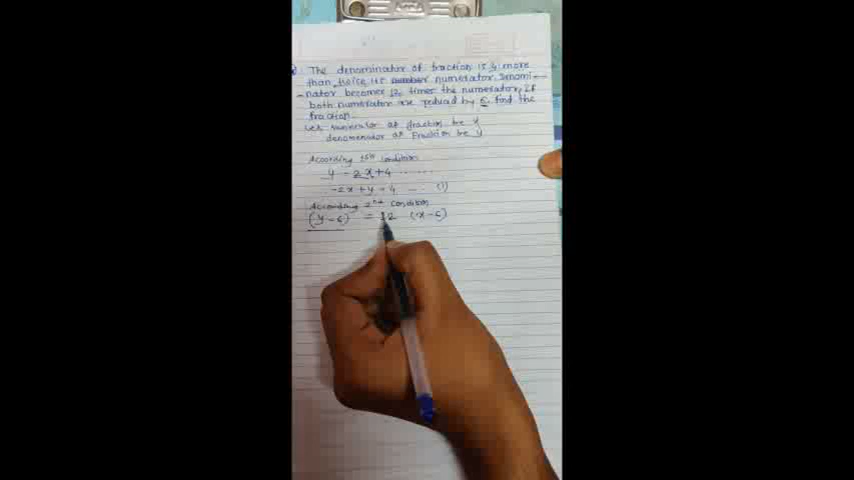 The denominator of fraction is 4 more
than twice its numerator. Denomi-
-nator becomes 12 times the numerator, If
both numerator are reduced by 6. find the
fraction.
Let numerator of fraction be x
denominator of fraction be y
According 1st condition
y = 2x+4 .......
-2x+y=4 ... (1)
According 2nd condition
(y-6) = 12 (x-6)